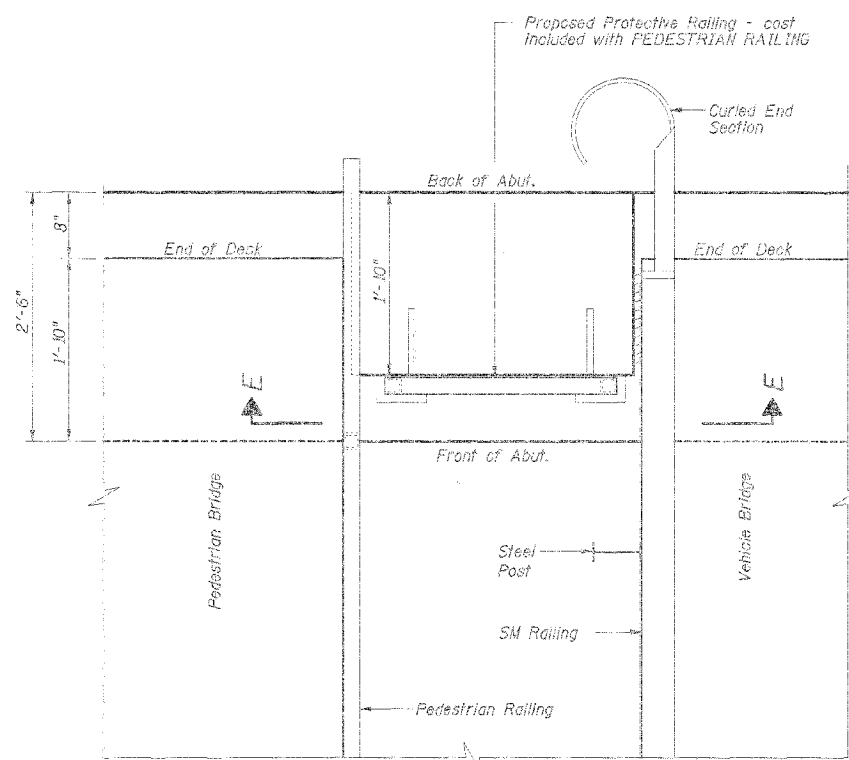 Proposed Protective Railing - cost
included with PEDESTRIAN RAILING
Curled End
Section
Back of Abut.
8"
End of Deck
End of Deck
2'-6"
1'-10"
1'-10"
E
E
Front of Abut.
Pedestrian Bridge
Vehicle Bridge
Steel
Post
SM Railing
Pedestrian Railing